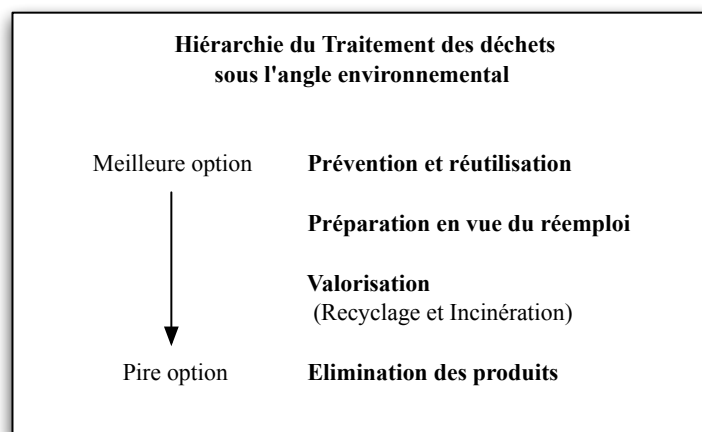 Hiérarchie du Traitement des déchets
sous l'angle environnemental
Meilleure option Prévention et réutilisation
Préparation en vue du réemploi
Valorisation
(Recyclage et Incinération)
Pire option Elimination des produits